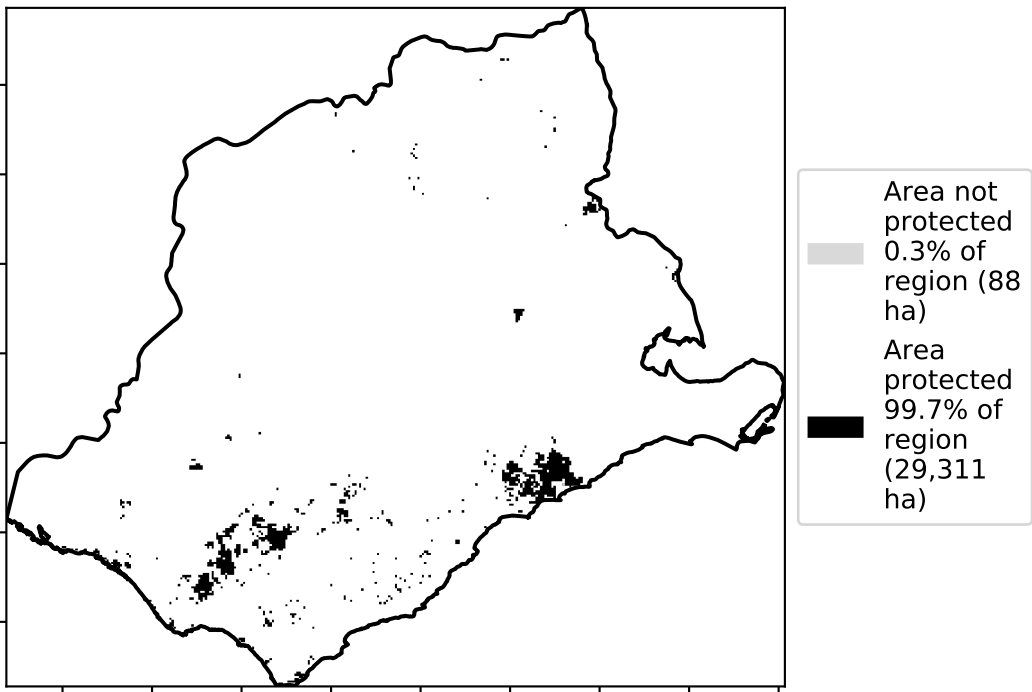 Area not
protected
0.3% of
region (88
ha)
Area
protected
99.7% of
region
(29,311
ha)